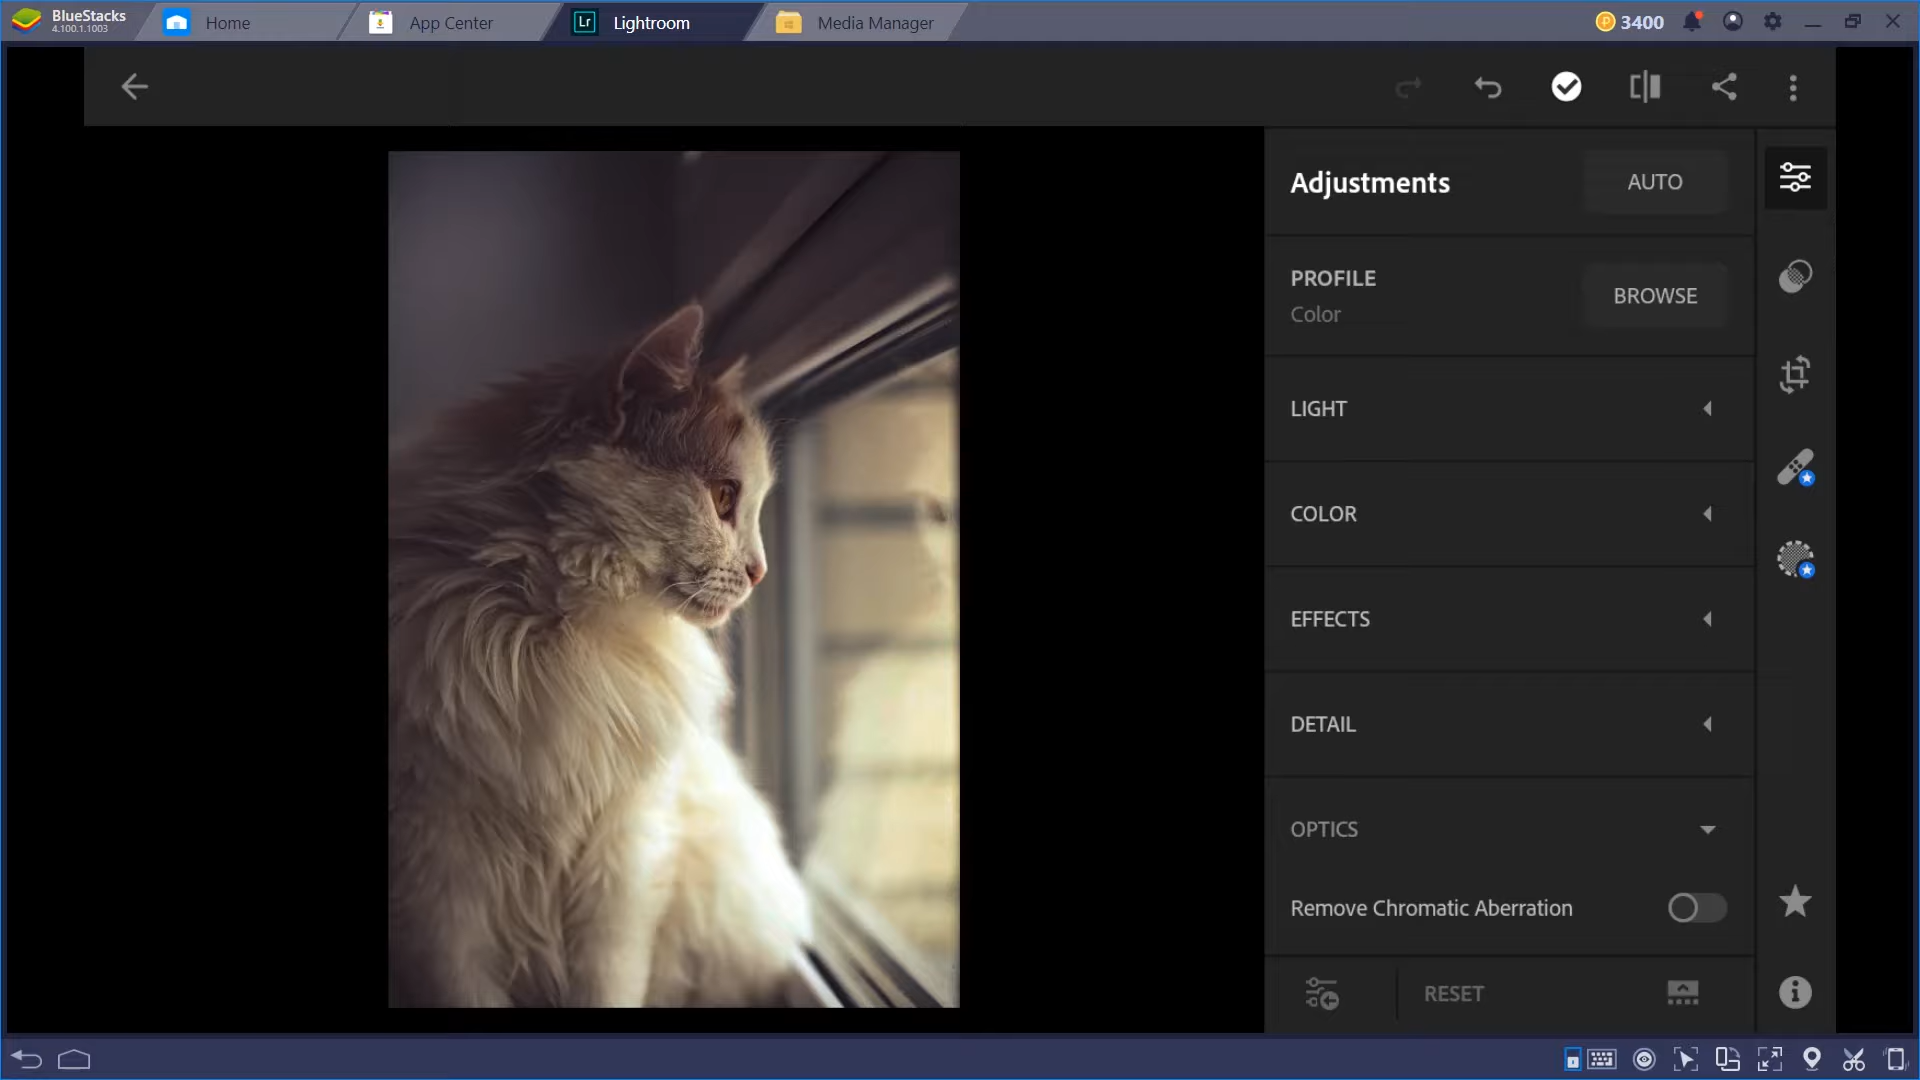 BlueStacks
4.100.1.1003
Home
App Center
Lr
Lightroom
Media Manager
3400
Adjustments
AUTO
PROFILE
Color
BROWSE
LIGHT
COLOR
EFFECTS
DETAIL
OPTICS
Remove Chromatic Aberration
RESET